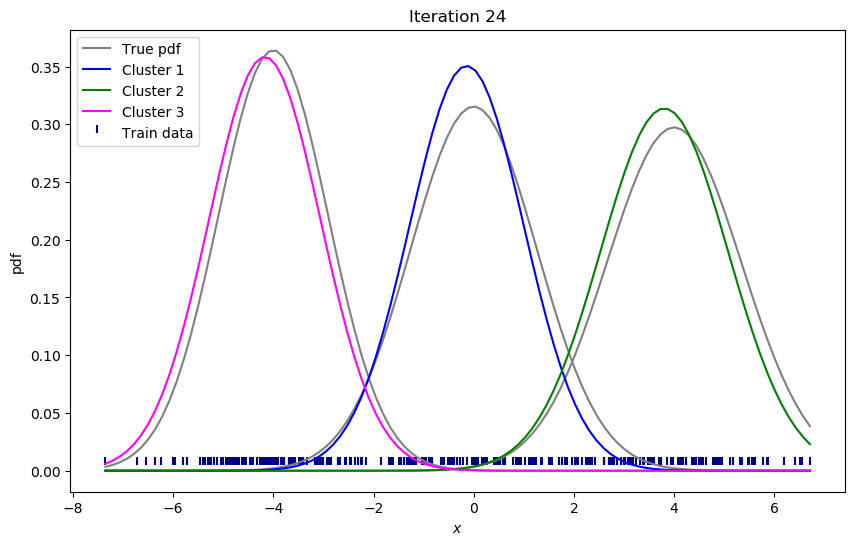 Iteration 24
True pdf
Cluster 1
Cluster 2
Cluster 3
Train data
0.35
0.30
0.25
0.20
0.15
0.10
0.05
0.00
pdf
−8 −6 −4 −2 0 2 4 6
x